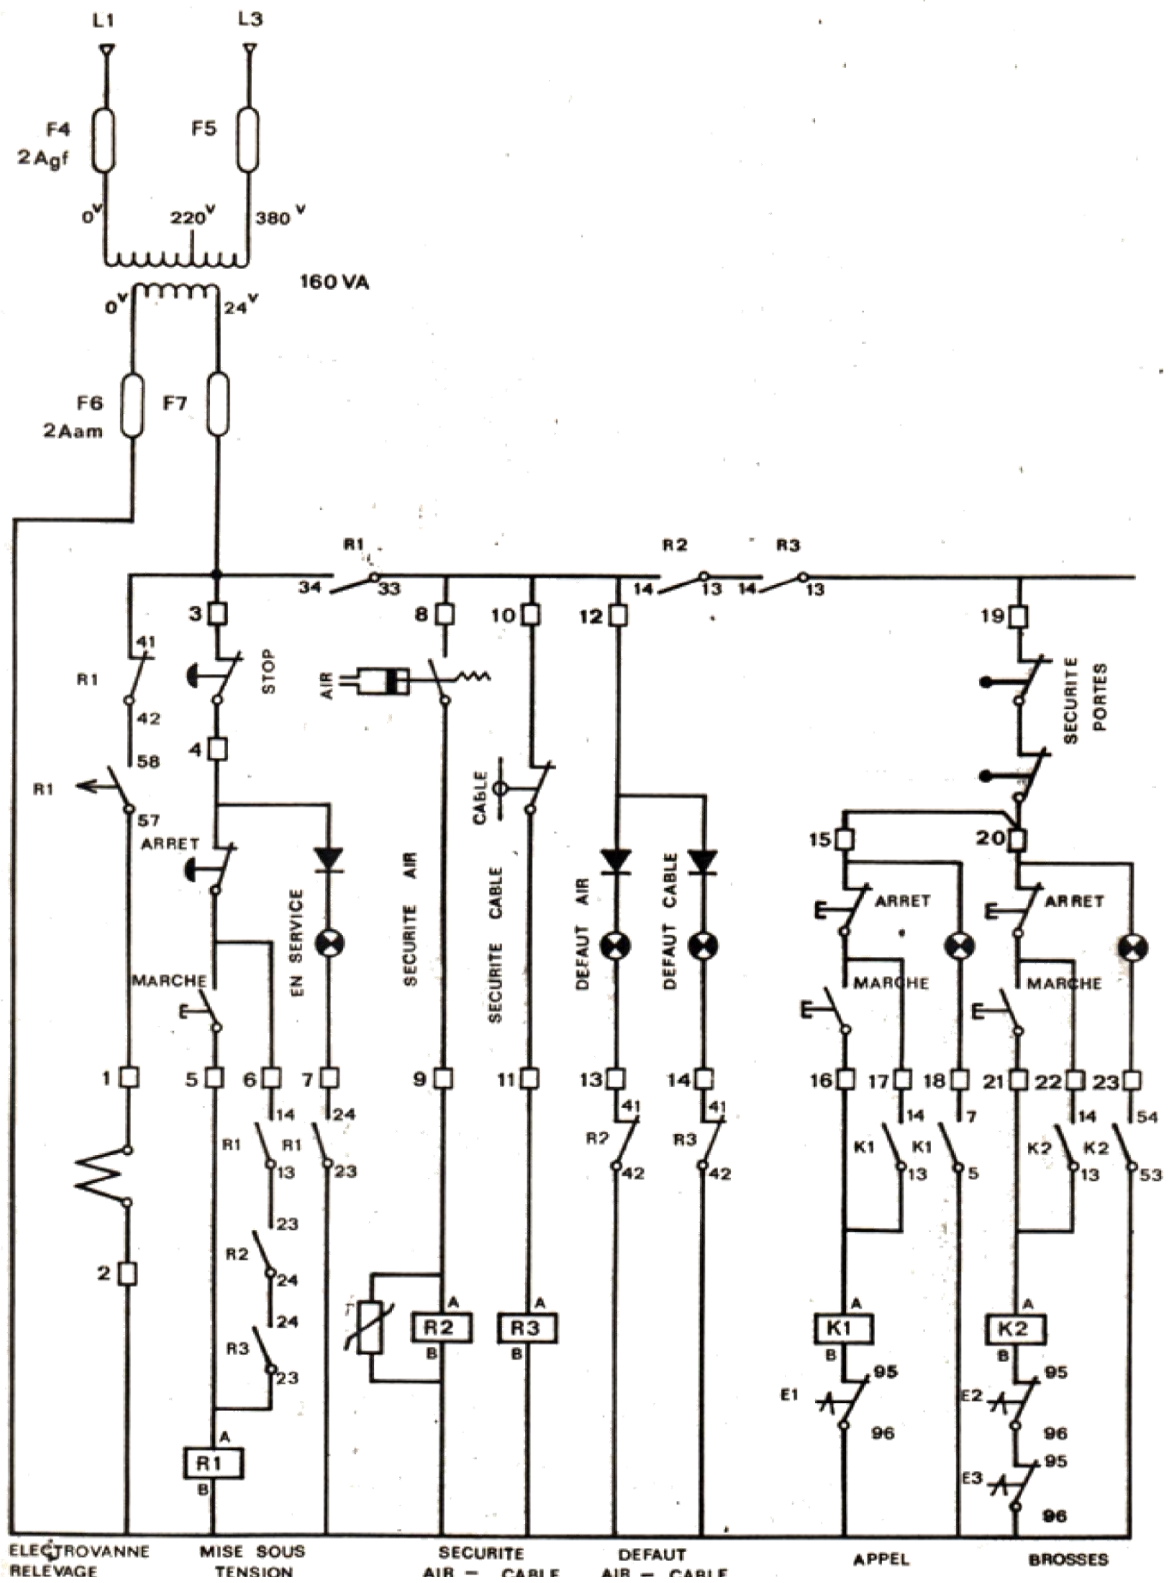 L1 L3
F4 F5
2Agf
0V 220V 380V
160 VA
0V 24V
F6 F7
2Aam
R1 R2 R3
34 33 14 13 14 13
3 8 10 12 19
41
R1
42
STOP
AIR
SECURITE
PORTES
4
58
R1
57
CABLE
ARRET
15 20
EN SERVICE
SECURITE AIR
SECURITE CABLE
DEFAUT AIR
DEFAUT CABLE
ARRET ARRET
MARCHE MARCHE MARCHE
1 5 6 7 9 11 13 14 16 17 18 21 22 23
14 24 41 41 14 7 14 54
R1 R1 R2 R3 K1 K1 K2 K2
13 23 42 42 13 5 13 53
23
R2
24
2
24
R3
23
A A A A
R2 R3 K1 K2
B B B B
95 95
E1 E2
96 96
A
R1
B
95
E3
96
ELECTROVANNE MISE SOUS SECURITE DEFAUT APPEL BROSSES
RELEVAGE TENSION AIR - CABLE AIR - CABLE